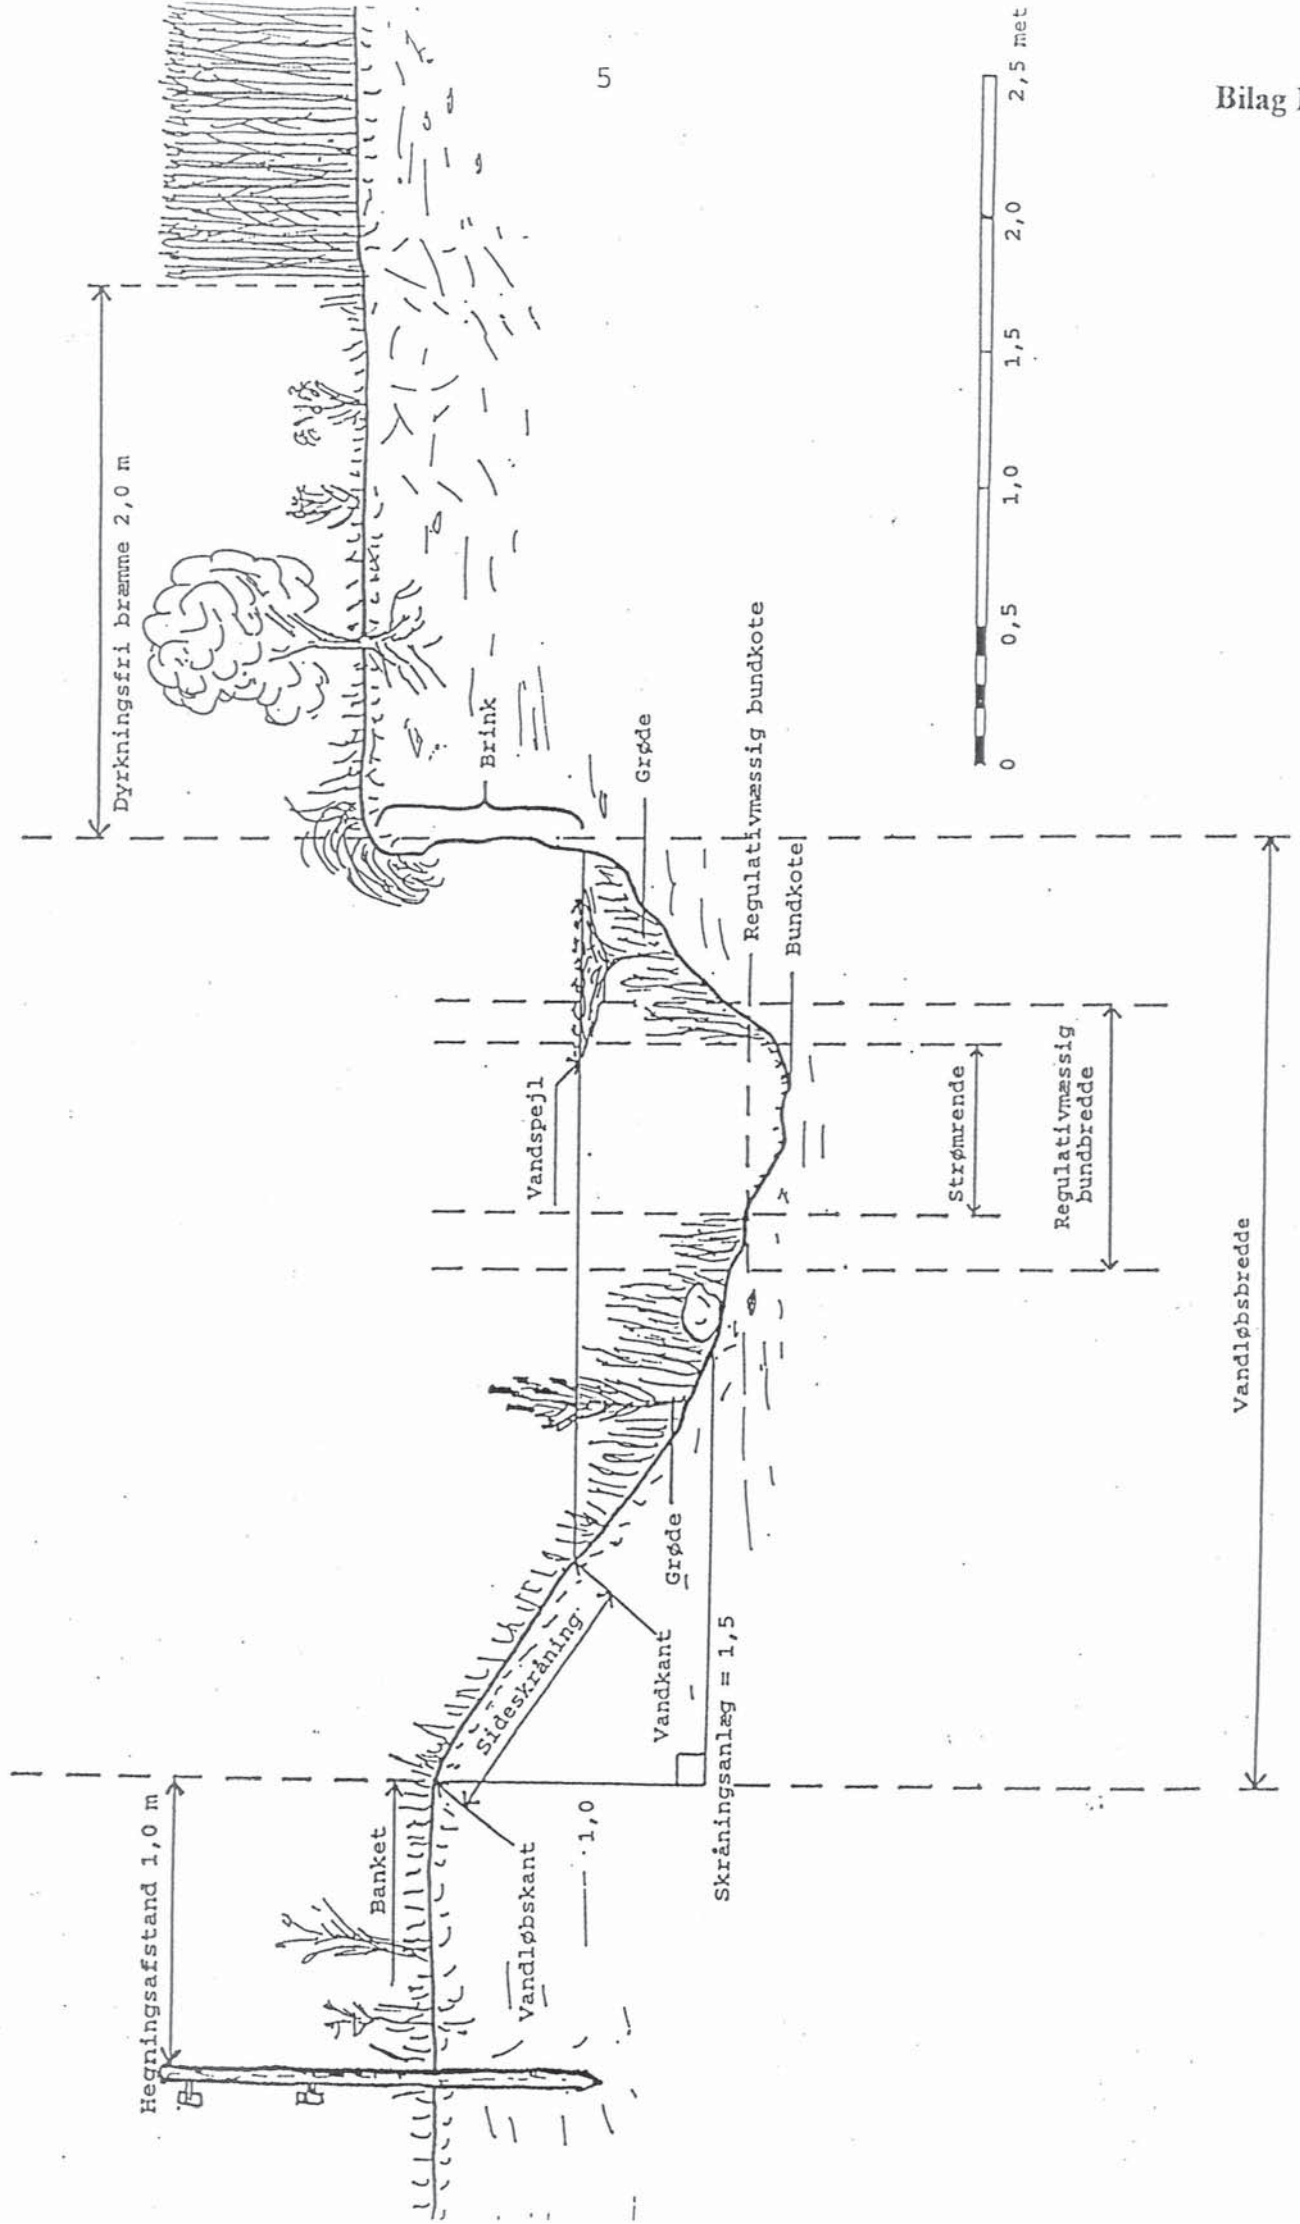 5
Bilag
Hegningsafstand 1,0 m
Dyrkningsfri bræmme 2,0 m
Banket
Vandløbskant
1,0
Sideskråning
Vandkant
Skråningsanlæg = 1,5
Grøde
Vandspejl
Brink
Grøde
Regulativmæssig bundkote
Bundkote
Strømrende
Regulativmæssig
bundbredde
Vandløbsbredde
0
0,5
1,0
1,5
2,0
2,5 met